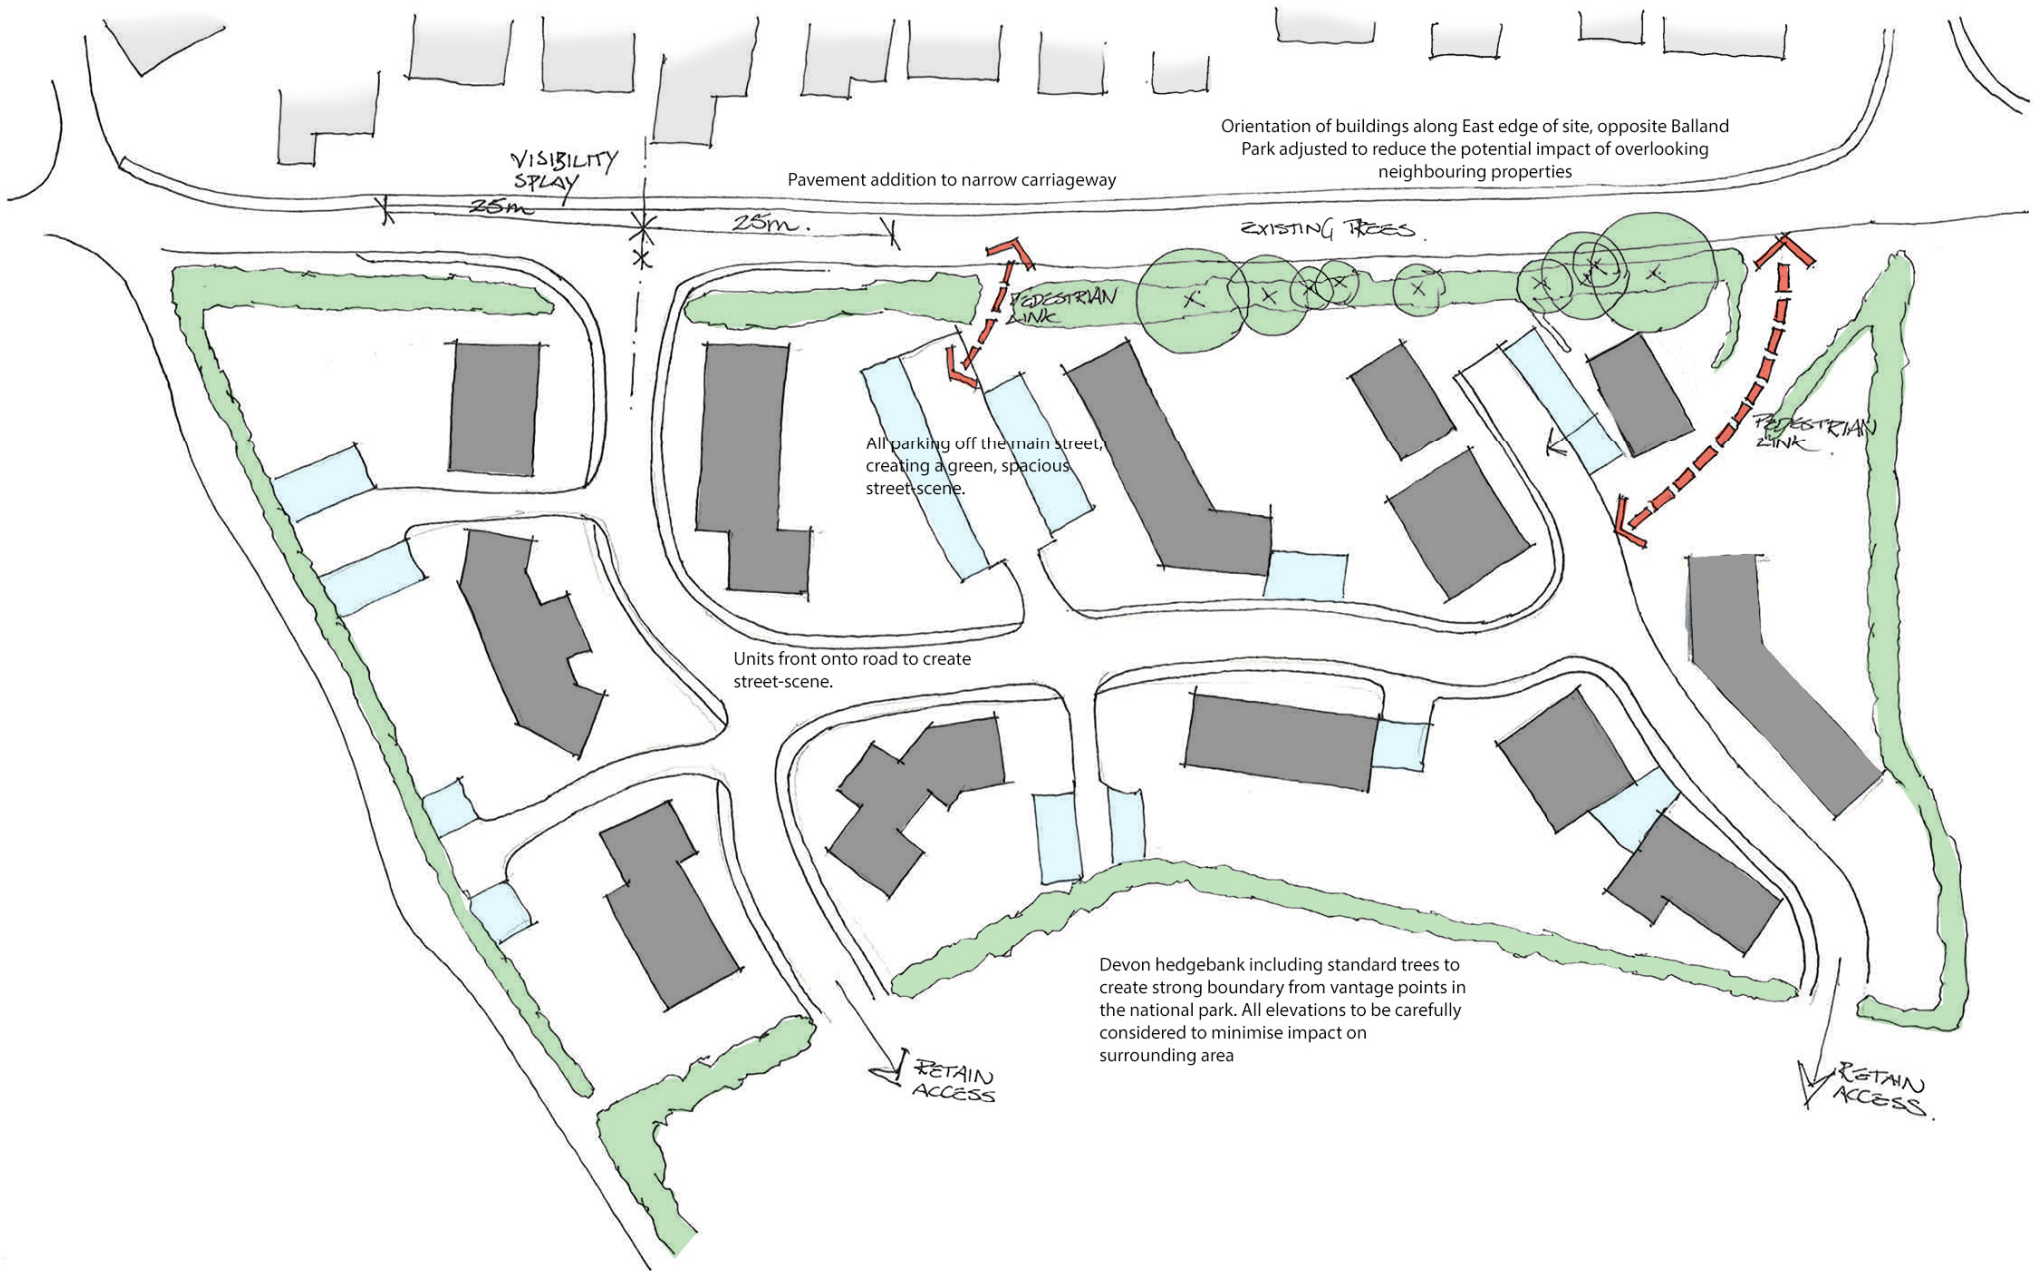 Orientation of buildings along East edge of site, opposite Balland
Park adjusted to reduce the potential impact of overlooking
neighbouring properties
VISIBILITY
SPLAY
Pavement addition to narrow carriageway
25m
25m.
EXISTING TREES.
PEDESTRIAN
LINK
PEDESTRIAN
LINK.
All parking off the main street,
creating a green, spacious
street-scene.
Units front onto road to create
street-scene.
Devon hedgebank including standard trees to
create strong boundary from vantage points in
the national park. All elevations to be carefully
considered to minimise impact on
surrounding area
RETAIN
ACCESS
RETAIN
ACCESS.